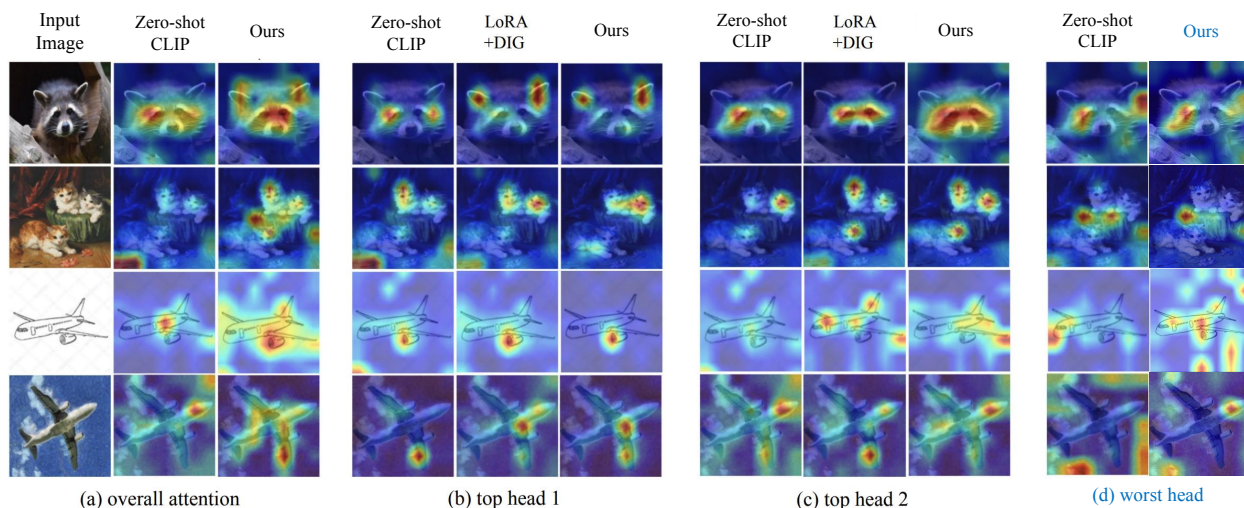 Input Image
Zero-shot CLIP
Ours
Zero-shot CLIP
LoRA +DIG
Ours
Zero-shot CLIP
LoRA +DIG
Ours
Zero-shot CLIP
Ours
(a) overall attention
(b) top head 1
(c) top head 2
(d) worst head